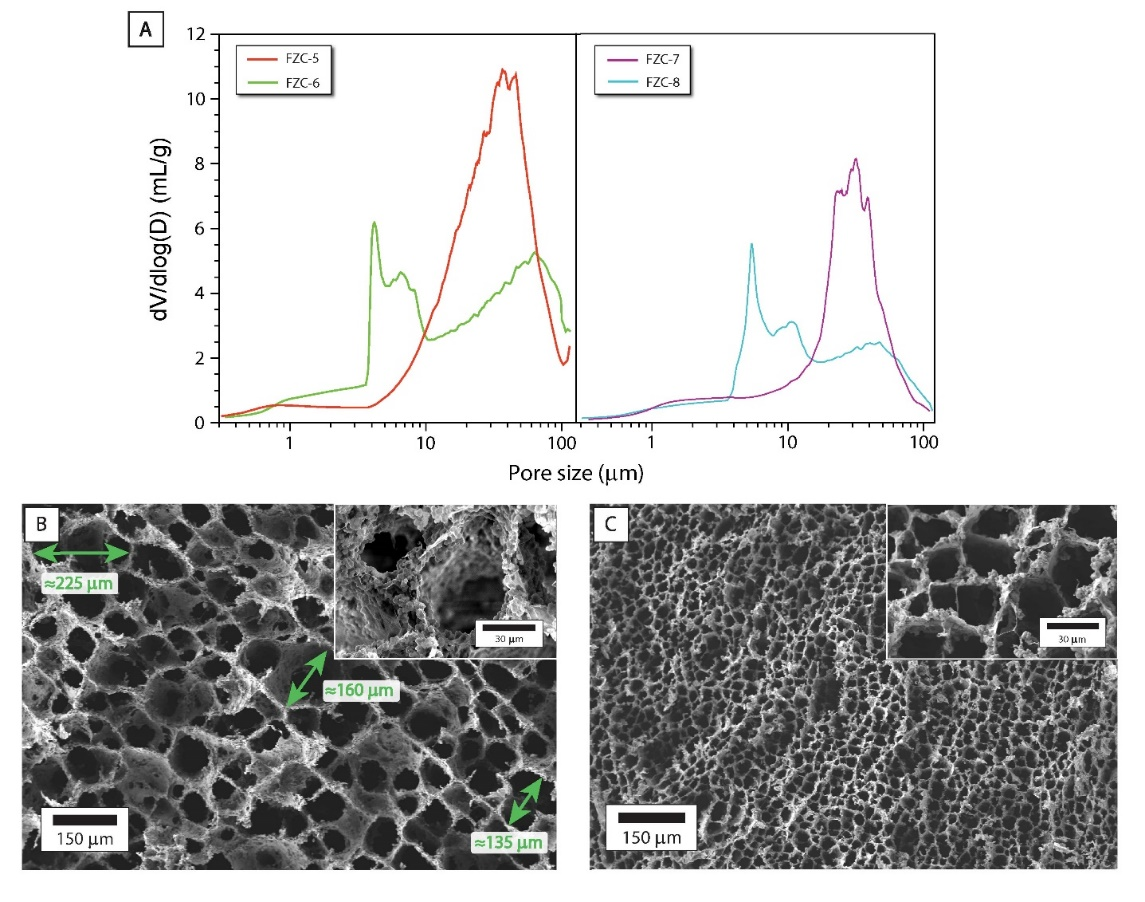 A
12
10
8
6
4
2
0
dV/dlog(D) (mL/g)
FZC-5
FZC-6
FZC-7
FZC-8
1 10 100 1 10 100
Pore size (µm)
B
≈225 µm
≈160 µm
≈135 µm
30 µm
150 µm
C
30 µm
150 µm